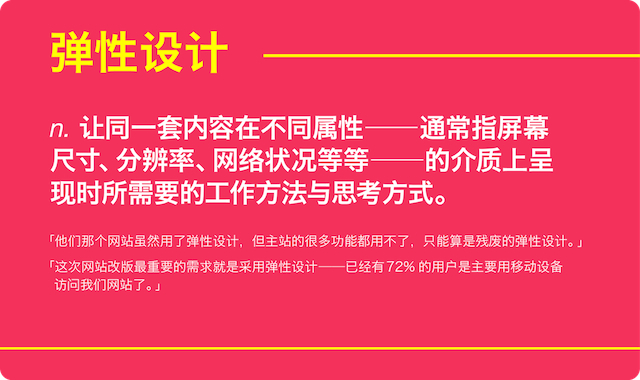 弹性设计
n. 让同一套内容在不同属性——通常指屏幕
尺寸、分辨率、网络状况等等——的介质上呈
现时所需要的工作方法与思考方式。
「他们那个网站虽然用了弹性设计，但主站的很多功能都用不了，只能算是残废的弹性设计。」
「这次网站改版最重要的需求就是采用弹性设计——已经有 72% 的用户是主要用移动设备
访问我们网站了。」